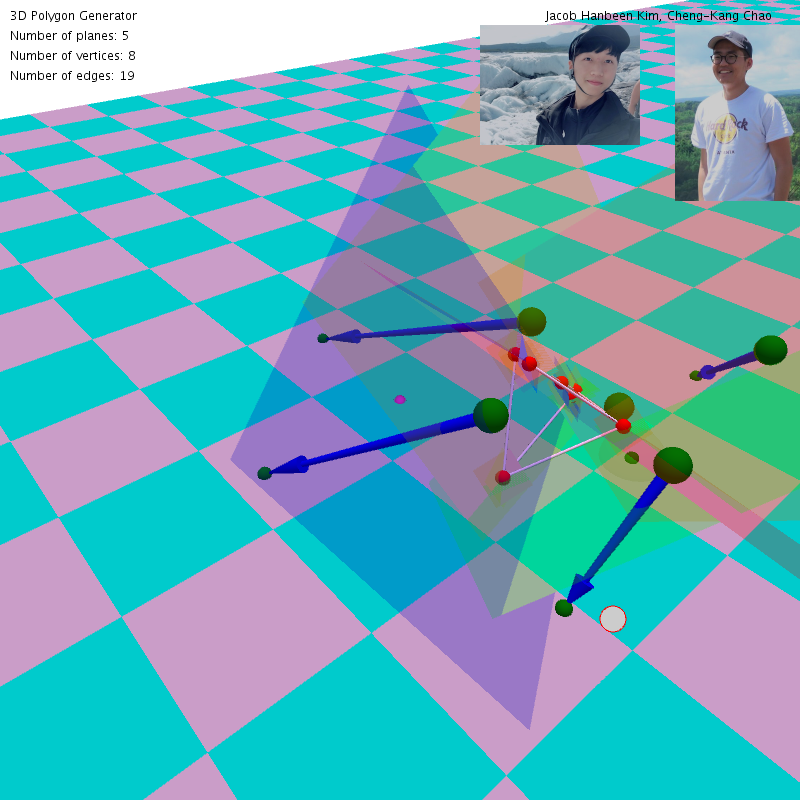 3D Polygon Generator
Jacob Hanbeen Kim, Cheng-Kang Chao
Number of planes: 5
Number of vertices: 8
Number of edges: 19